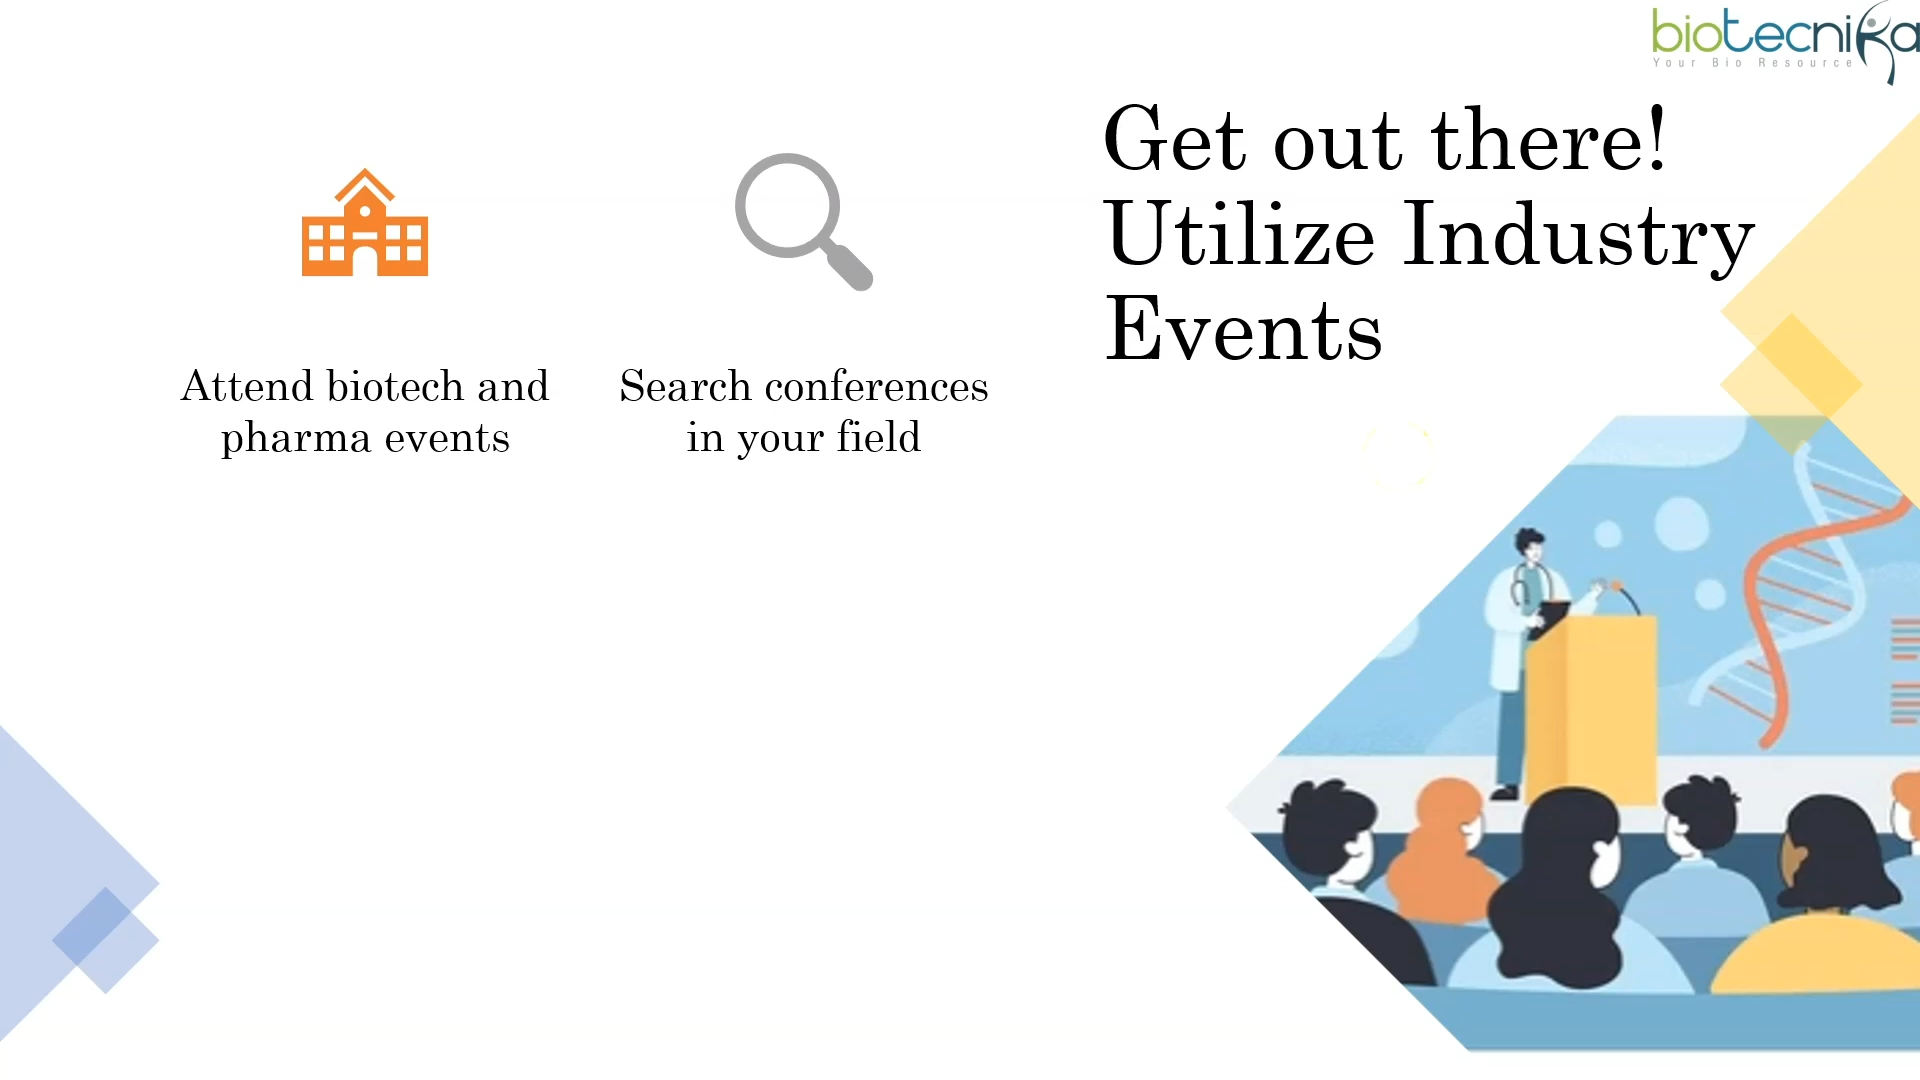 biotecnika
Your Bio Resource
Get out there!
Utilize Industry
Events
Attend biotech and
pharma events
Search conferences
in your field